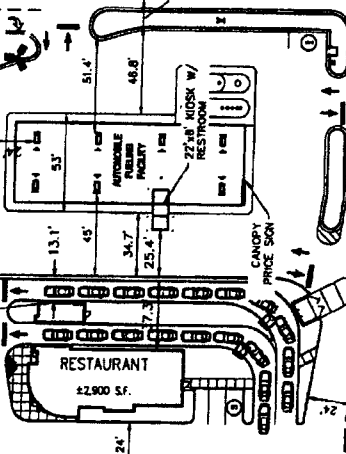 51.4'
48.8'
22'x8' KIOSK W/
RESTROOM
AUTOMOBILE
FUELING
FACILITY
53'
13.1'
45'
34.7'
25.4'
CANOPY
PRICE SIGN
7.3'
RESTAURANT
±2,900 S.F.
24'
24'